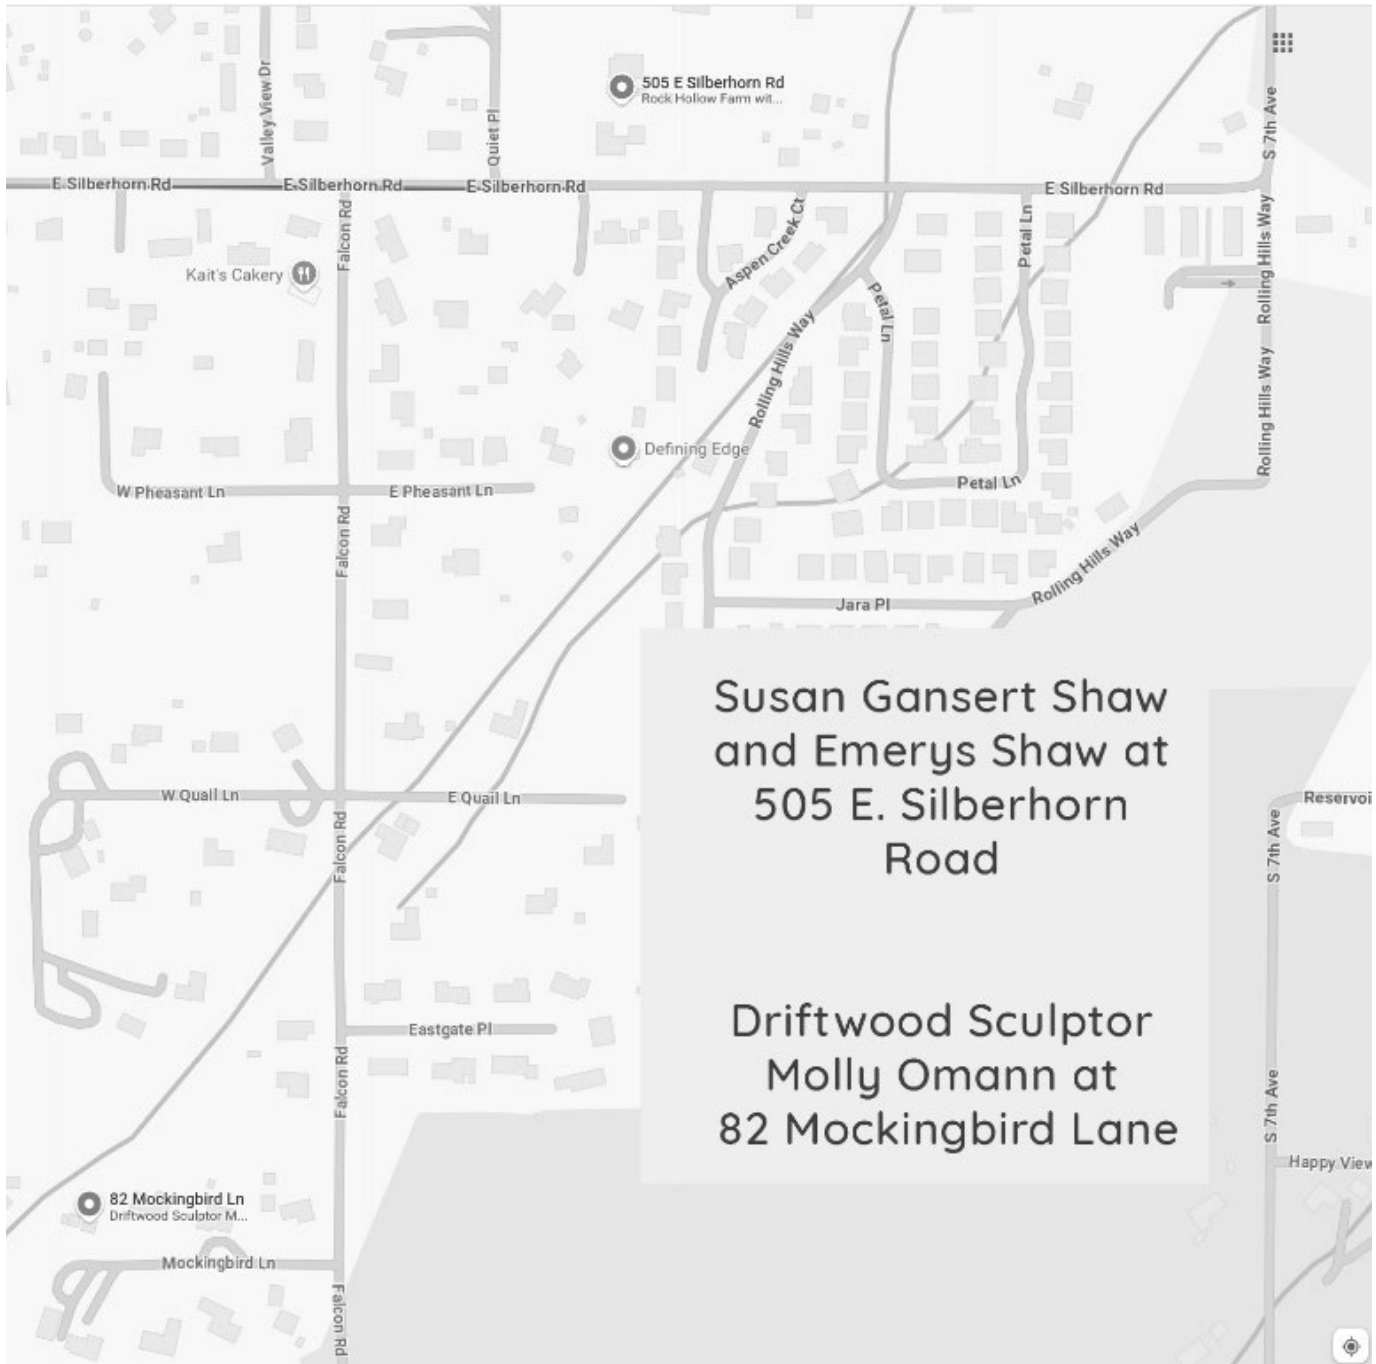 505 E Silberhorn Rd
Rock Hollow Farm wit...
Valley View Dr
Quiet Pl
S 7th Ave
E Silberhorn Rd
E Silberhorn Rd
E Silberhorn Rd
E Silberhorn Rd
Falcon Rd
Aspen Creek Ct
Petal Ln
Rolling Hills Way
Kait's Cakery
Petal Ln
Rolling Hills Way
Rolling Hills Way
Defining Edge
W Pheasant Ln
E Pheasant Ln
Petal Ln
Falcon Rd
Rolling Hills Way
Jara Pl
Susan Gansert Shaw
and Emerys Shaw at
505 E. Silberhorn
Road
W Quail Ln
E Quail Ln
Reservoi
Falcon Rd
S 7th Ave
Driftwood Sculptor
Molly Omann at
82 Mockingbird Lane
Eastgate Pl
Falcon Rd
S 7th Ave
Happy View
82 Mockingbird Ln
Driftwood Sculptor M...
Mockingbird Ln
Falcon Rd